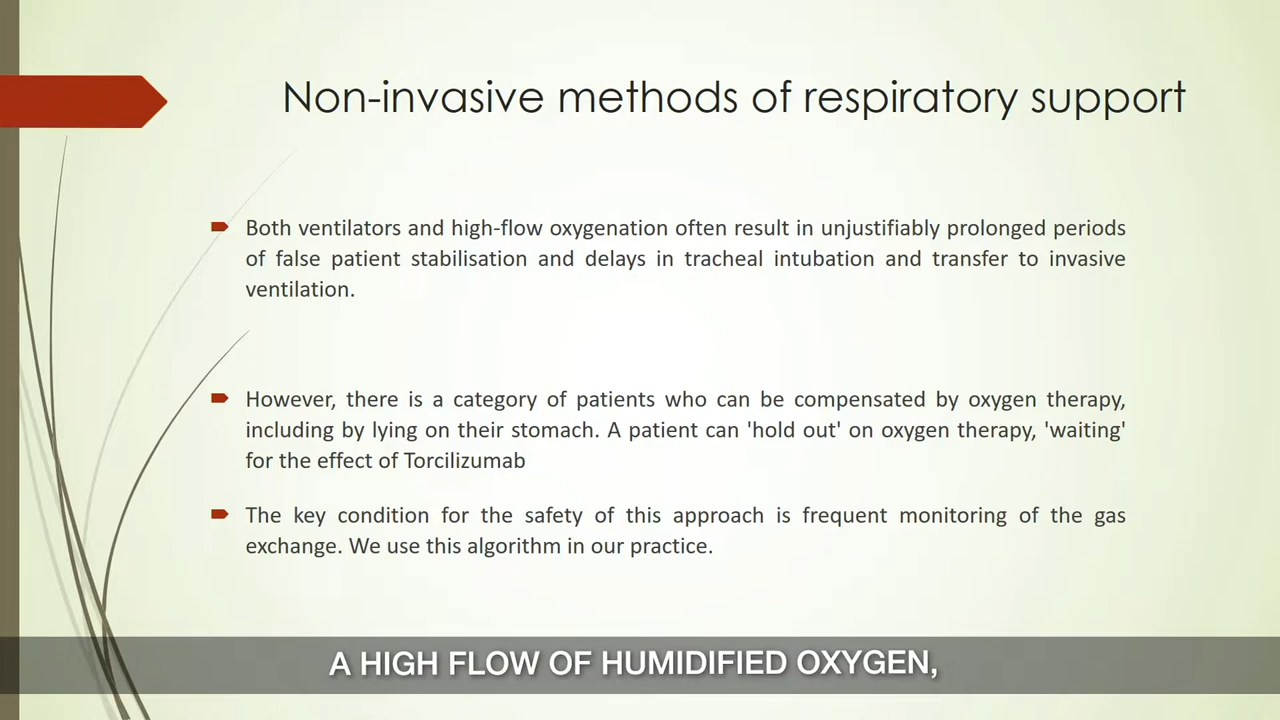 Non-invasive methods of respiratory support
Both ventilators and high-flow oxygenation often result in unjustifiably prolonged periods
of false patient stabilisation and delays in tracheal intubation and transfer to invasive
ventilation.
However, there is a category of patients who can be compensated by oxygen therapy,
including by lying on their stomach. A patient can 'hold out' on oxygen therapy, 'waiting'
for the effect of Torcilizumab
The key condition for the safety of this approach is frequent monitoring of the gas
exchange. We use this algorithm in our practice.
A HIGH FLOW OF HUMIDIFIED OXYGEN,